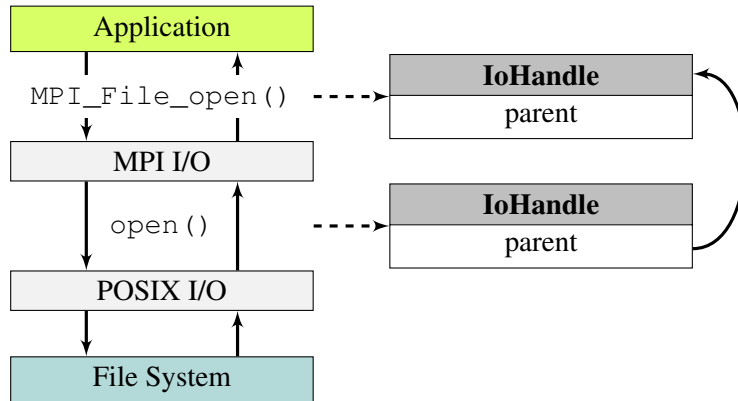 Application
MPI_File_open()
IoHandle
parent
MPI I/O
IoHandle
open()
parent
POSIX I/O
File System